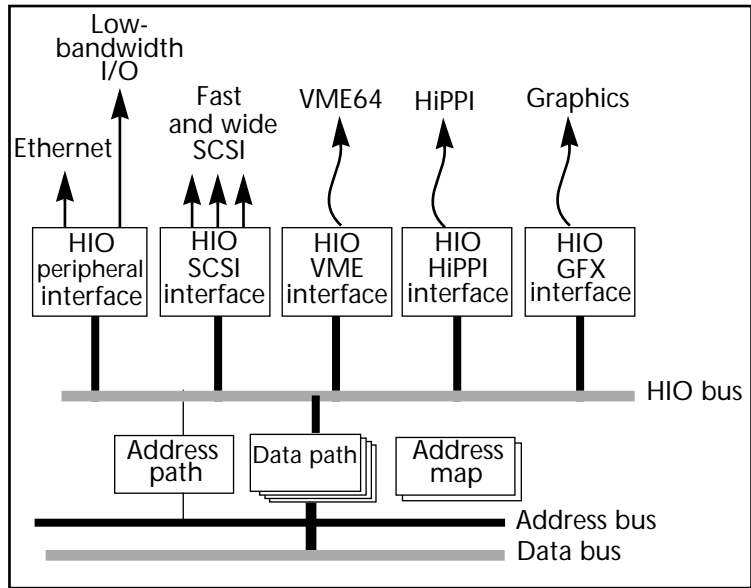 Low-
bandwidth
I/O
Ethernet
Fast
and wide
SCSI
VME64
HiPPI
Graphics
HIO
peripheral
interface
HIO
SCSI
interface
HIO
VME
interface
HIO
HiPPI
interface
HIO
GFX
interface
HIO bus
Address
path
Data path
Address
map
Address bus
Data bus